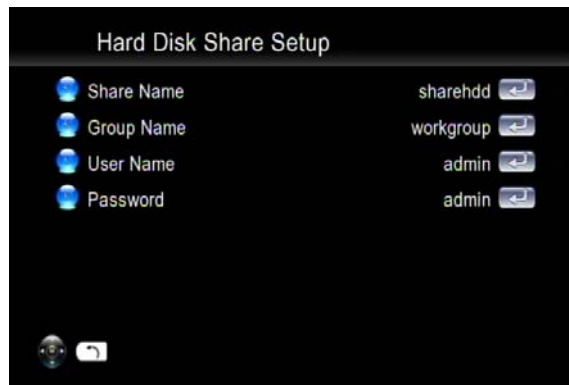 Hard Disk Share Setup
Share Name sharehdd
Group Name workgroup
User Name admin
Password admin